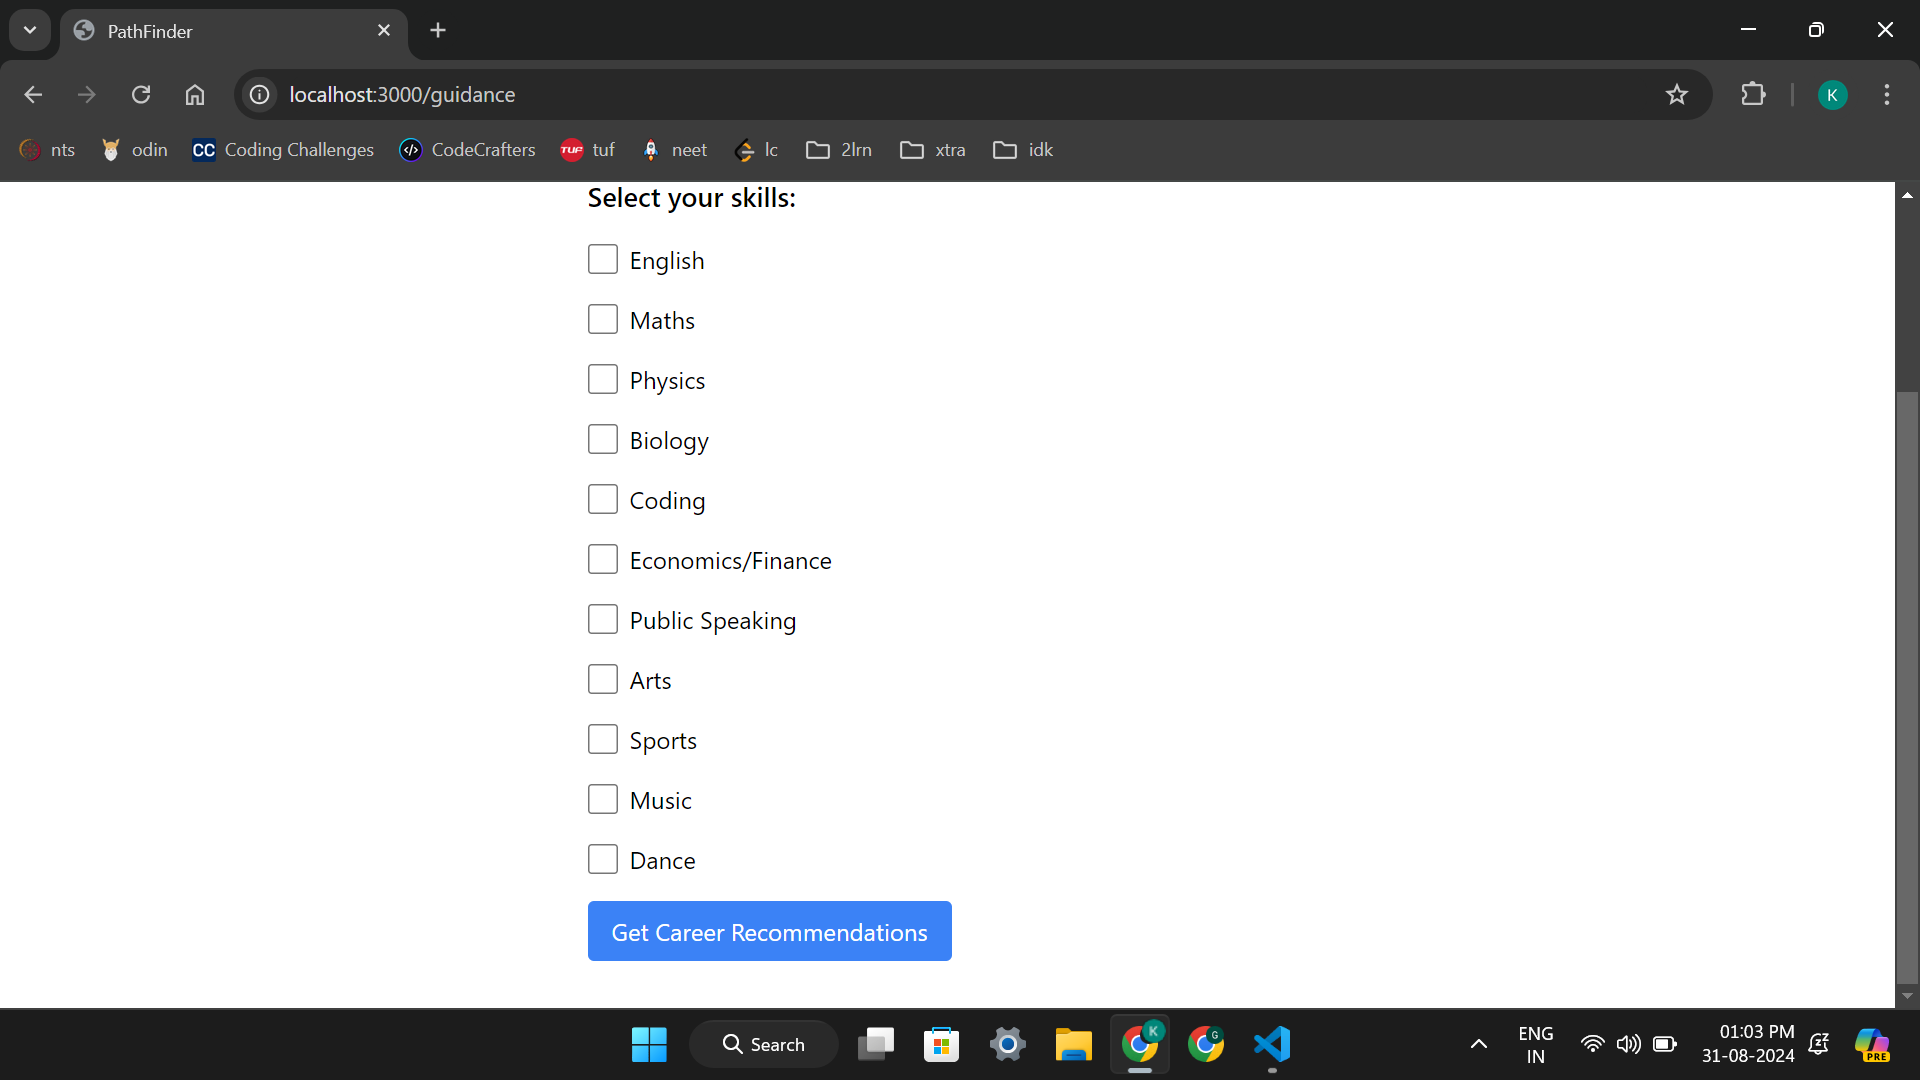 PathFinder
localhost:3000/guidance
K
nts
odin
CC Coding Challenges
CodeCrafters
TUF tuf
neet
lc
2lrn
xtra
idk
Select your skills:
English
Maths
Physics
Biology
Coding
Economics/Finance
Public Speaking
Arts
Sports
Music
Dance
Get Career Recommendations
Search
K
G
ENG
IN
01:03 PM
31-08-2024
PRE